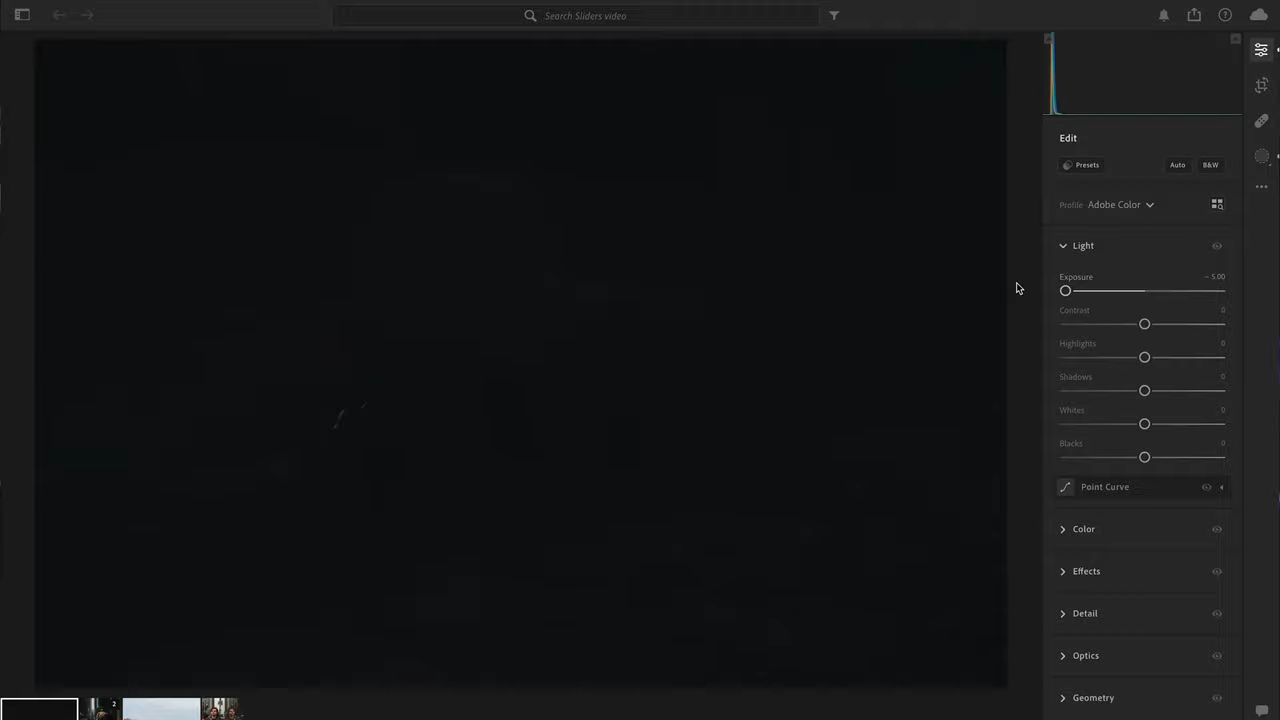 Search Sliders video
Edit
Presets
Auto
B&W
Profile Adobe Color
Light
Exposure − 5.00
Contrast 0
Highlights 0
Shadows 0
Whites 0
Blacks 0
Point Curve
Color
Effects
Detail
Optics
Geometry
2